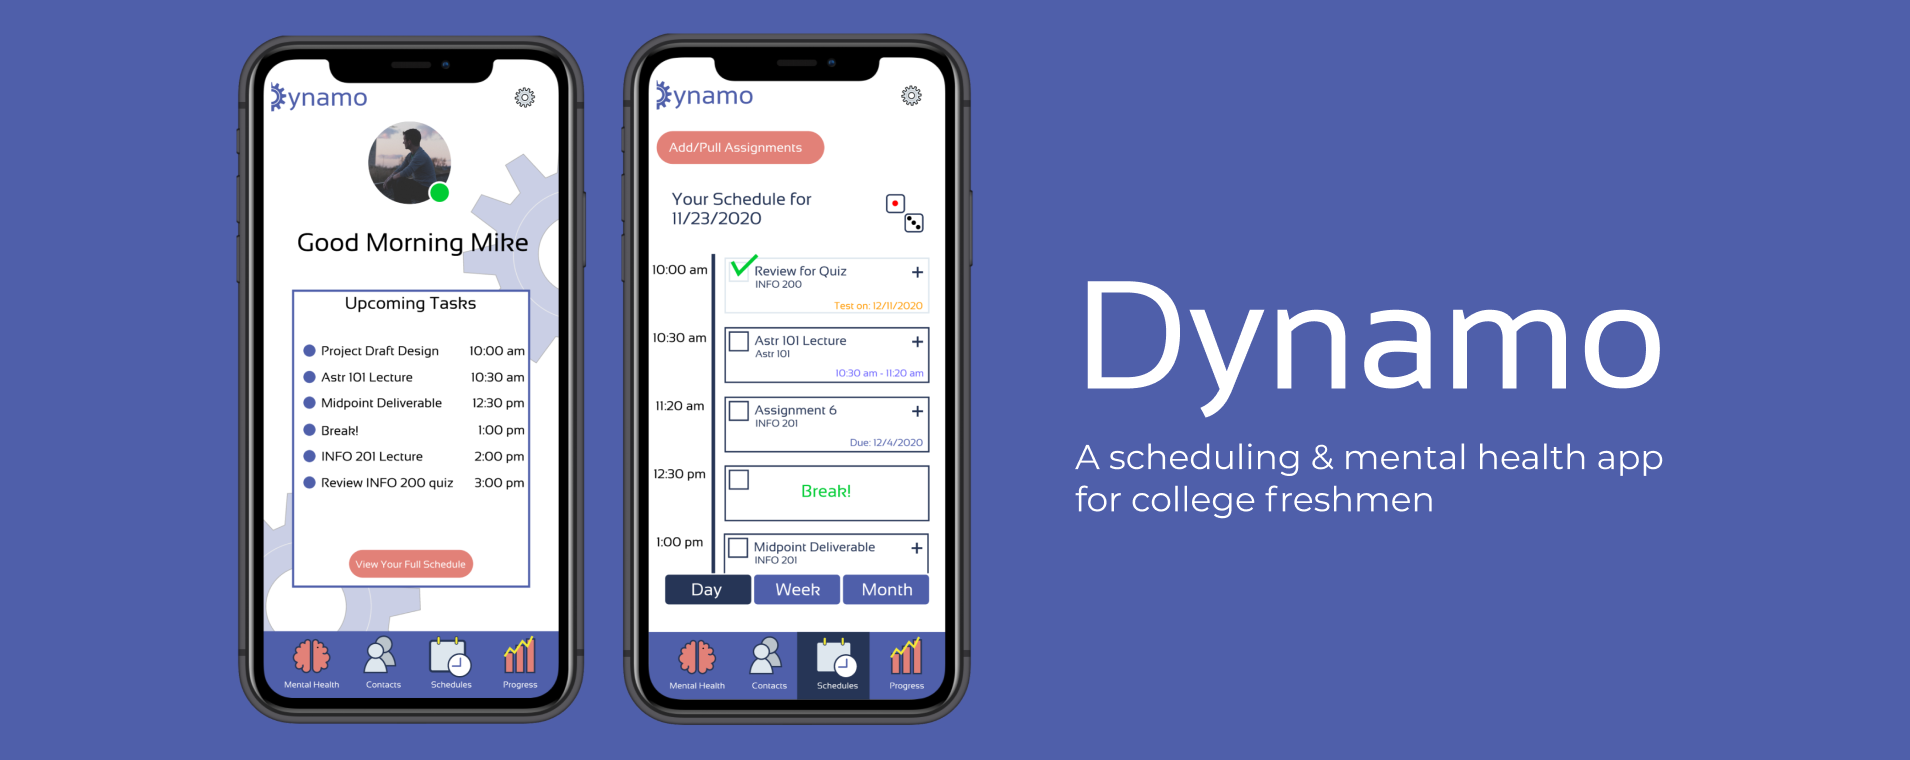 Dynamo
Good Morning Mike
Upcoming Tasks
Project Draft Design 10:00 am
Astr 101 Lecture 10:30 am
Midpoint Deliverable 12:30 pm
Break! 1:00 pm
INFO 201 Lecture 2:00 pm
Review INFO 200 quiz 3:00 pm
View Your Full Schedule
Mental Health Contacts Schedules Progress
Dynamo
Add/Pull Assignments
Your Schedule for
11/23/2020
10:00 am Review for Quiz +
INFO 200
Test on: 12/11/2020
10:30 am Astr 101 Lecture +
Astr 101
10:30 am - 11:20 am
11:20 am Assignment 6 +
INFO 201
Due: 12/4/2020
12:30 pm
Break!
1:00 pm Midpoint Deliverable +
INFO 201
Day Week Month
Mental Health Contacts Schedules Progress
Dynamo
A scheduling & mental health app
for college freshmen